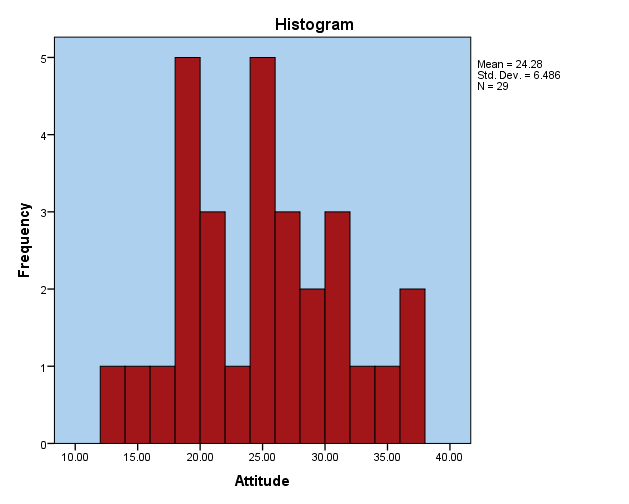 Histogram
Mean = 24.28
Std. Dev. = 6.486
N = 29
5
4
3
2
1
0
Frequency
10.00 15.00 20.00 25.00 30.00 35.00 40.00
Attitude